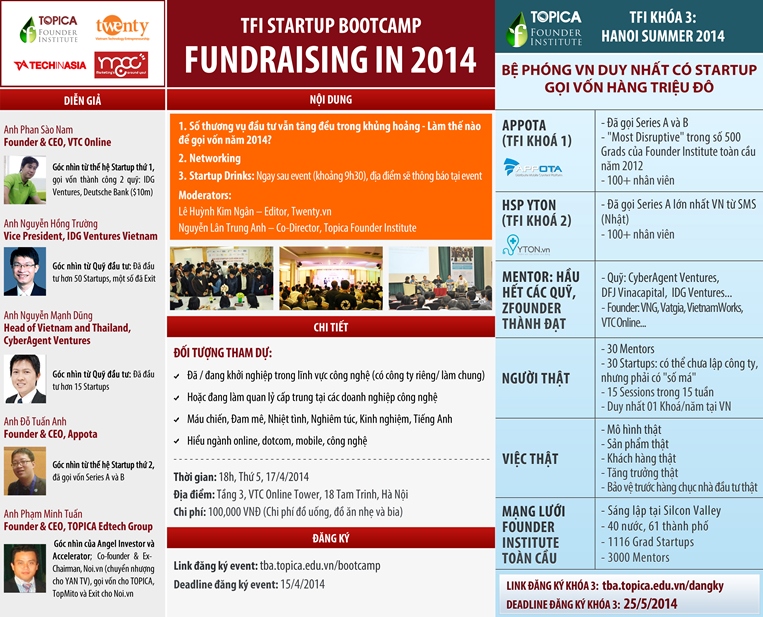 TOPICA
FOUNDER
INSTITUTE
twenty
Vietnam Technology Entrepreneurship
TECHINASIA
moc
Marketing's around you!
DIỄN GIẢ
Anh Phan Sào Nam
Founder & CEO, VTC Online
Góc nhìn từ thế hệ Startup thứ 1,
gọi vốn thành công 2 quỹ: IDG
Ventures, Deutsche Bank ($10m)
Anh Nguyễn Hồng Trường
Vice President, IDG Ventures Vietnam
Góc nhìn từ Quỹ đầu tư: Đã đầu
tư hơn 50 Startups, một số đã Exit
Anh Nguyễn Mạnh Dũng
Head of Vietnam and Thailand,
CyberAgent Ventures
Góc nhìn từ Quỹ đầu tư: Đã đầu
tư hơn 15 Startups
Anh Đỗ Tuấn Anh
Founder & CEO, Appota
Góc nhìn từ thế hệ Startup thứ 2,
đã gọi vốn Series A và B
Anh Phạm Minh Tuấn
Founder & CEO, TOPICA Edtech Group
Góc nhìn của Angel Investor và
Accelerator; Co-founder & Ex-
Chairman, Noi.vn (chuyển nhượng
cho YAN TV), gọi vốn cho TOPICA,
TopMito và Exit cho Noi.vn
TFI STARTUP BOOTCAMP
FUNDRAISING IN 2014
NỘI DUNG
1. Số thương vụ đầu tư vẫn tăng đều trong khủng hoảng - Làm thế nào
để gọi vốn năm 2014?
2. Networking
3. Startup Drinks: Ngay sau event (khoảng 9h30), địa điểm sẽ thông báo tại event
Moderators:
Lê Huỳnh Kim Ngân – Editor, Twenty.vn
Nguyễn Lân Trung Anh – Co-Director, Topica Founder Institute
CHI TIẾT
ĐỐI TƯỢNG THAM DỰ:
✓ Đã / đang khởi nghiệp trong lĩnh vực công nghệ (có công ty riêng/ làm chung)
✓ Hoặc đang làm quản lý cấp trung tại các doanh nghiệp công nghệ
✓ Máu chiến, Đam mê, Nhiệt tình, Nghiêm túc, Kinh nghiệm, Tiếng Anh
✓ Hiểu ngành online, dotcom, mobile, công nghệ
Thời gian: 18h, Thứ 5, 17/4/2014
Địa điểm: Tầng 3, VTC Online Tower, 18 Tam Trinh, Hà Nội
Chi phí: 100,000 VNĐ (Chi phí đồ uống, đồ ăn nhẹ và bia)
ĐĂNG KÝ
Link đăng ký event: tba.topica.edu.vn/bootcamp
Deadline đăng ký event: 15/4/2014
TOPICA
FOUNDER
INSTITUTE
TFI KHÓA 3:
HANOI SUMMER 2014
BỆ PHÓNG VN DUY NHẤT CÓ STARTUP
GỌI VỐN HÀNG TRIỆU ĐÔ
APPOTA
(TFI KHOÁ 1)
APPOTA
- Đã gọi Series A và B
- "Most Disruptive" trong số 500
Grads của Founder Institute toàn cầu
năm 2012
- 100+ nhân viên
HSP YTON
(TFI KHOÁ 2)
YTON.vn
- Đã gọi Series A lớn nhất VN từ SMS
(Nhật)
- 100+ nhân viên
MENTOR: HẦU
HẾT CÁC QUỸ,
ZFOUNDER
THÀNH ĐẠT
- Quỹ: CyberAgent Ventures,
DFJ Vinacapital, IDG Ventures...
- Founder: VNG, Vatgia, VietnamWorks,
VTC Online...
NGƯỜI THẬT
- 30 Mentors
- 30 Startups: có thể chưa lập công ty,
nhưng phải có "số má"
- 15 Sessions trong 15 tuần
- Duy nhất 01 Khoá/năm tại VN
VIỆC THẬT
- Mô hình thật
- Sản phẩm thật
- Khách hàng thật
- Tăng trưởng thật
- Bảo vệ trước hàng chục nhà đầu tư thật
MẠNG LƯỚI
FOUNDER
INSTITUTE
TOÀN CẦU
- Sáng lập tại Silcon Valley
- 40 nước, 61 thành phố
- 1116 Grad Startups
- 3000 Mentors
LINK ĐĂNG KÝ KHÓA 3: tba.topica.edu.vn/dangky
DEADLINE ĐĂNG KÝ KHÓA 3: 25/5/2014